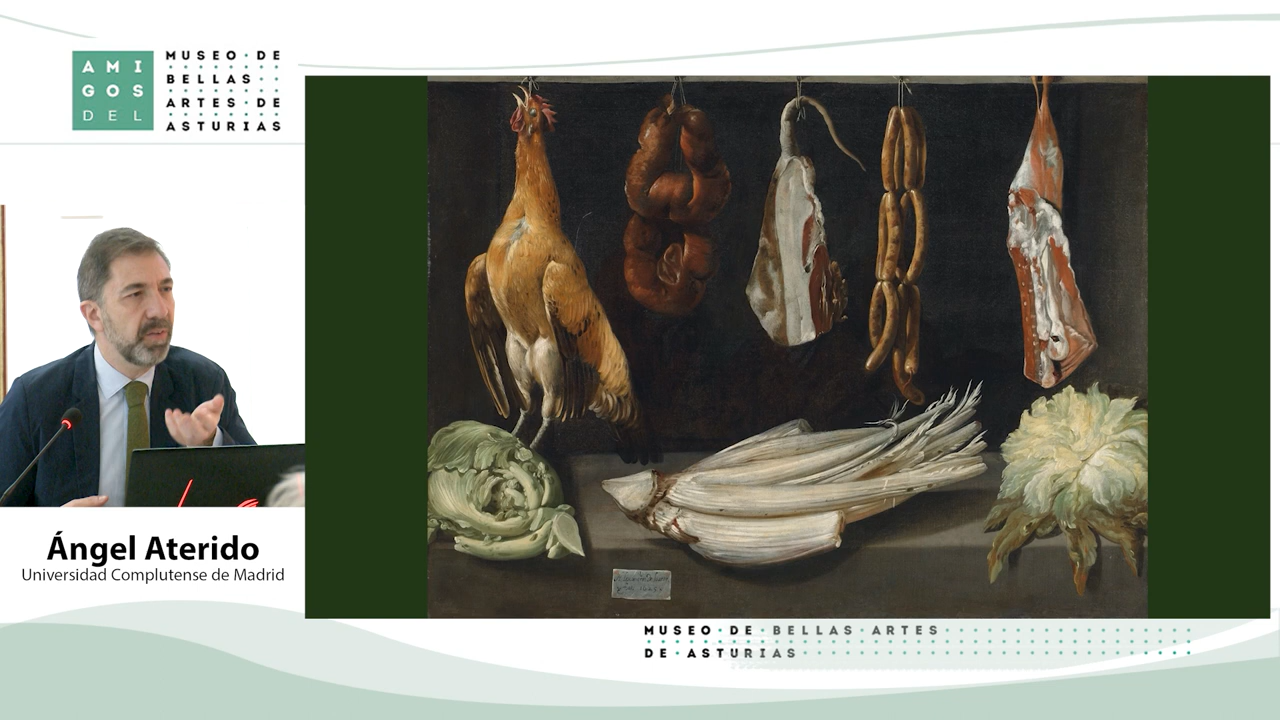 AMI
GOS
DEL
MUSEO·DE
BELLAS
ARTES·DE
ASTURIAS
Ángel Aterido
Universidad Complutense de Madrid
MUSEO·DE·BELLAS ARTES
DE·ASTURIAS